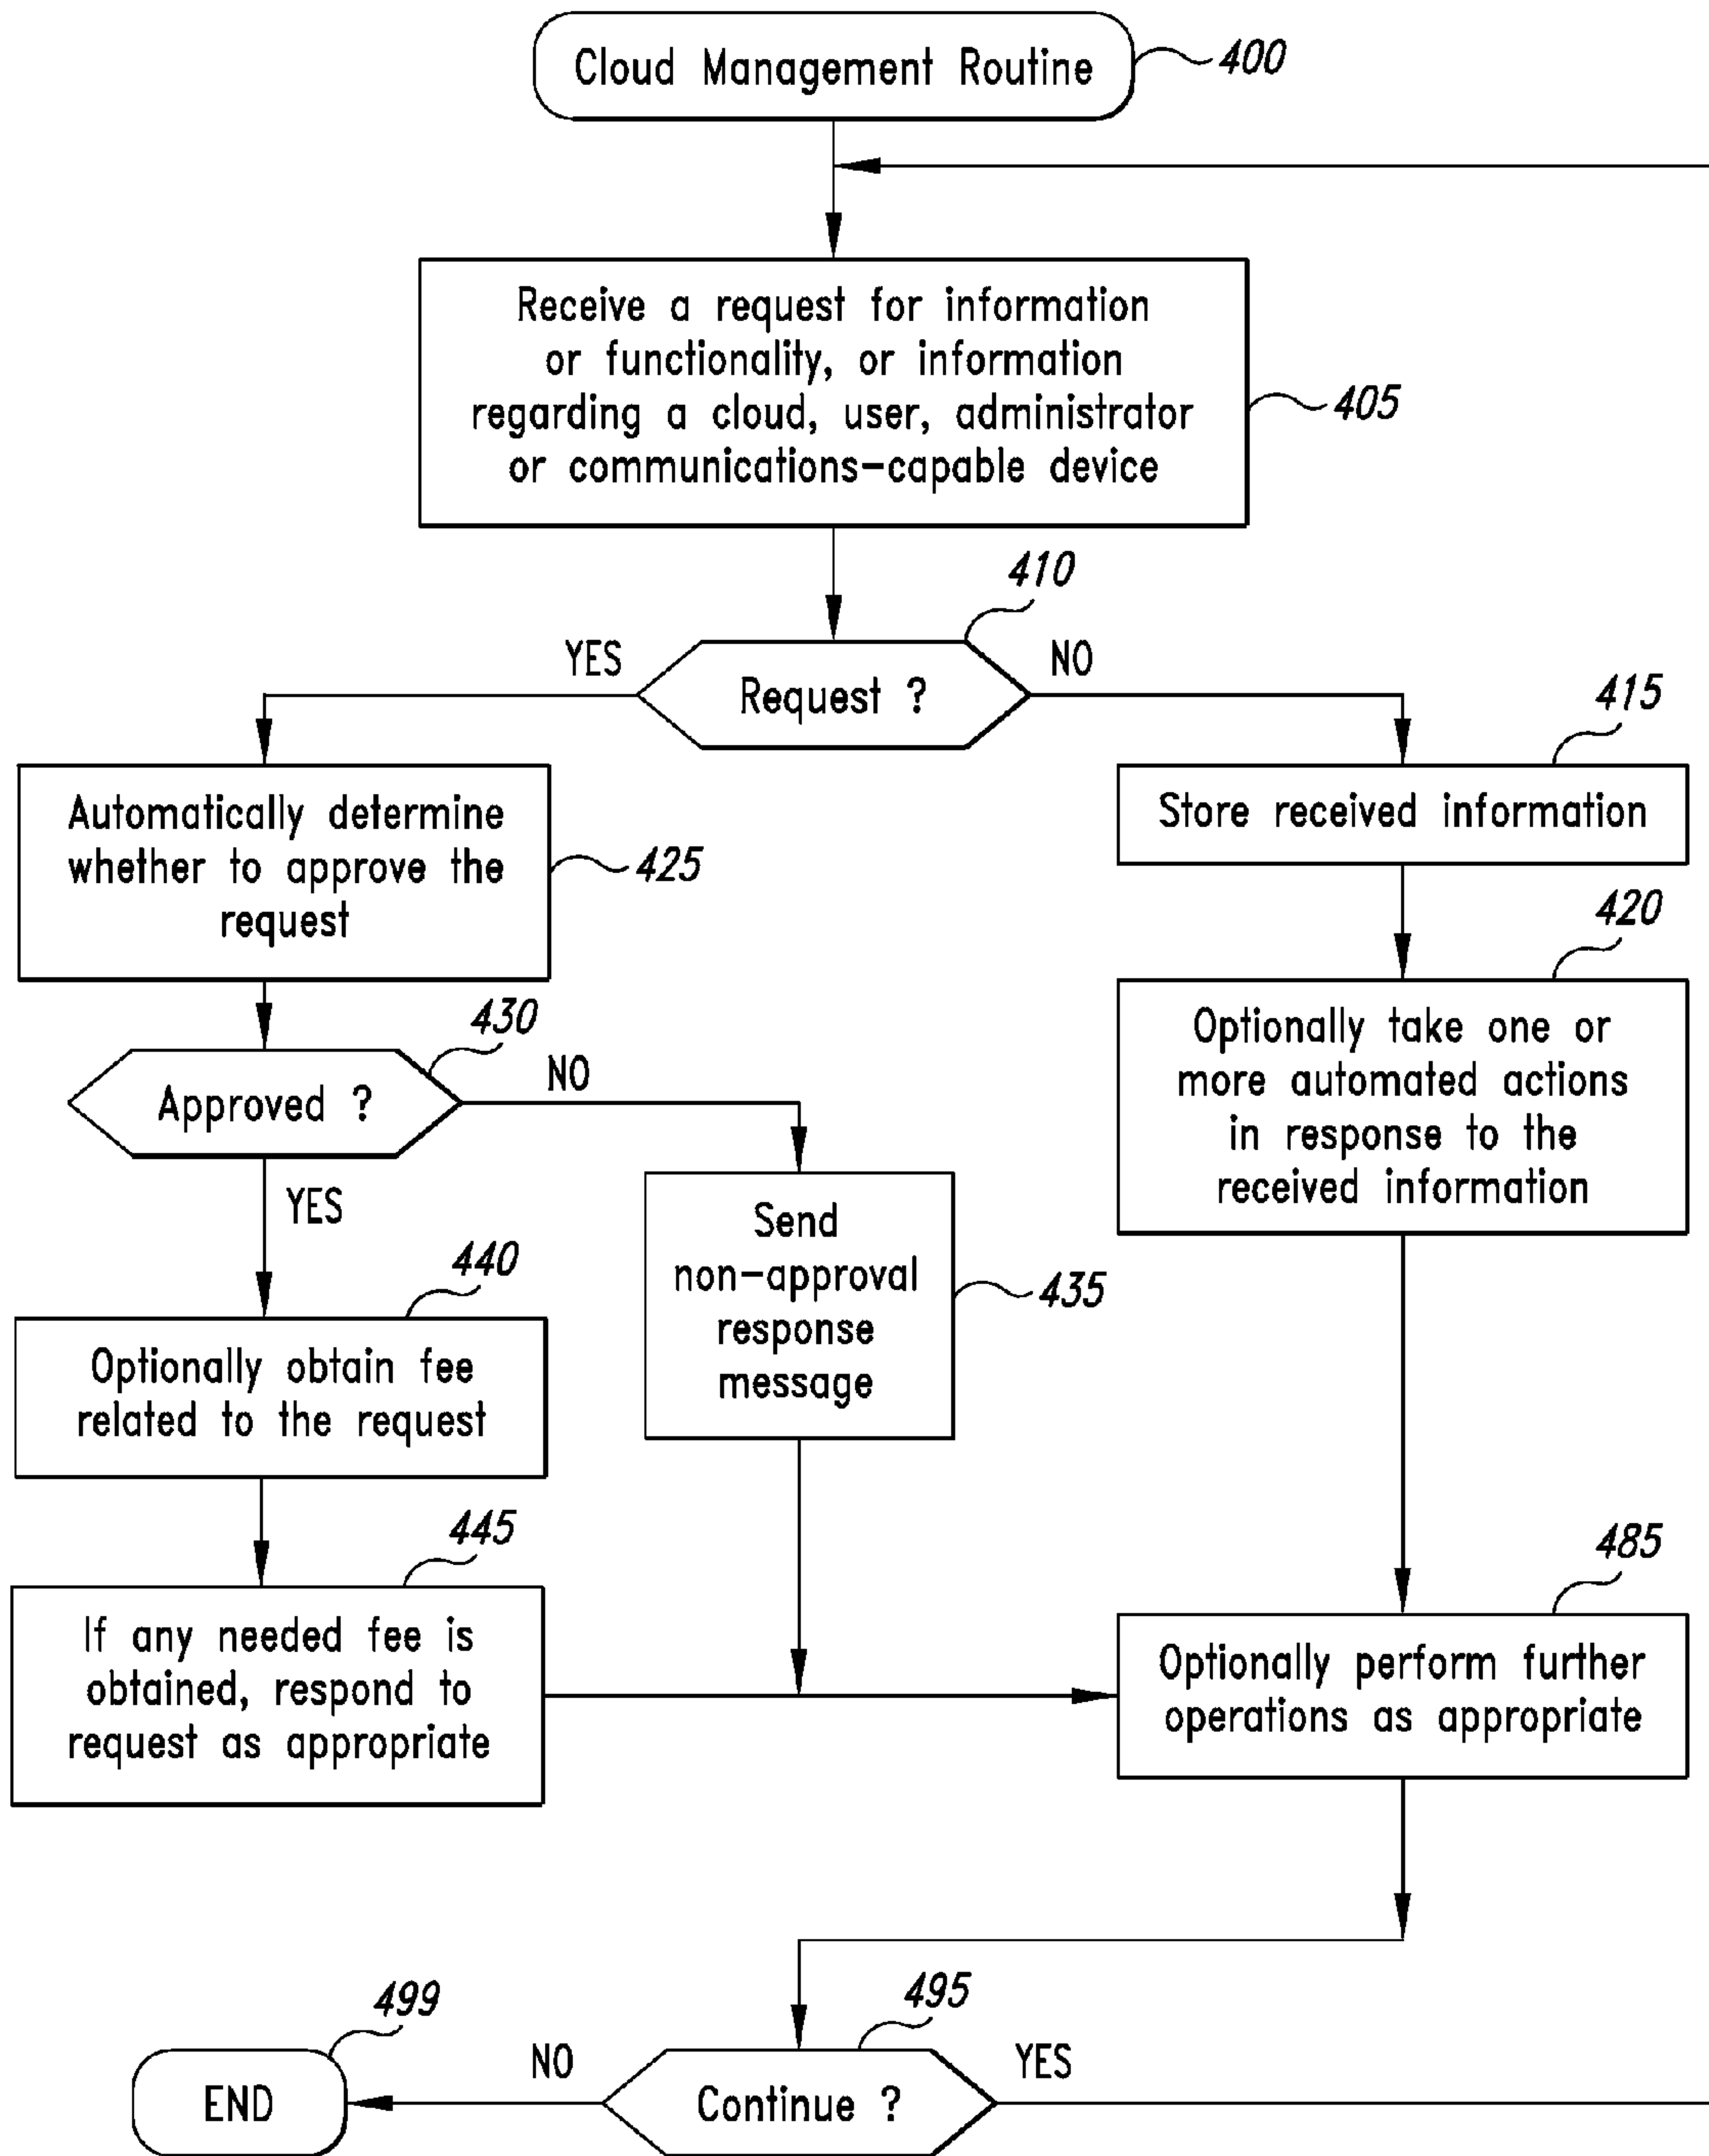 Cloud Management Routine
400
Receive a request for information
or functionality, or information
regarding a cloud, user, administrator
or communications-capable device
405
410
YES
Request ?
NO
415
Automatically determine
whether to approve the
request
425
Store received information
420
Optionally take one or
more automated actions
in response to the
received information
430
Approved ?
NO
YES
Send
non-approval
response
message
435
440
Optionally obtain fee
related to the request
445
If any needed fee is
obtained, respond to
request as appropriate
485
Optionally perform further
operations as appropriate
499
END
NO
495
Continue ?
YES